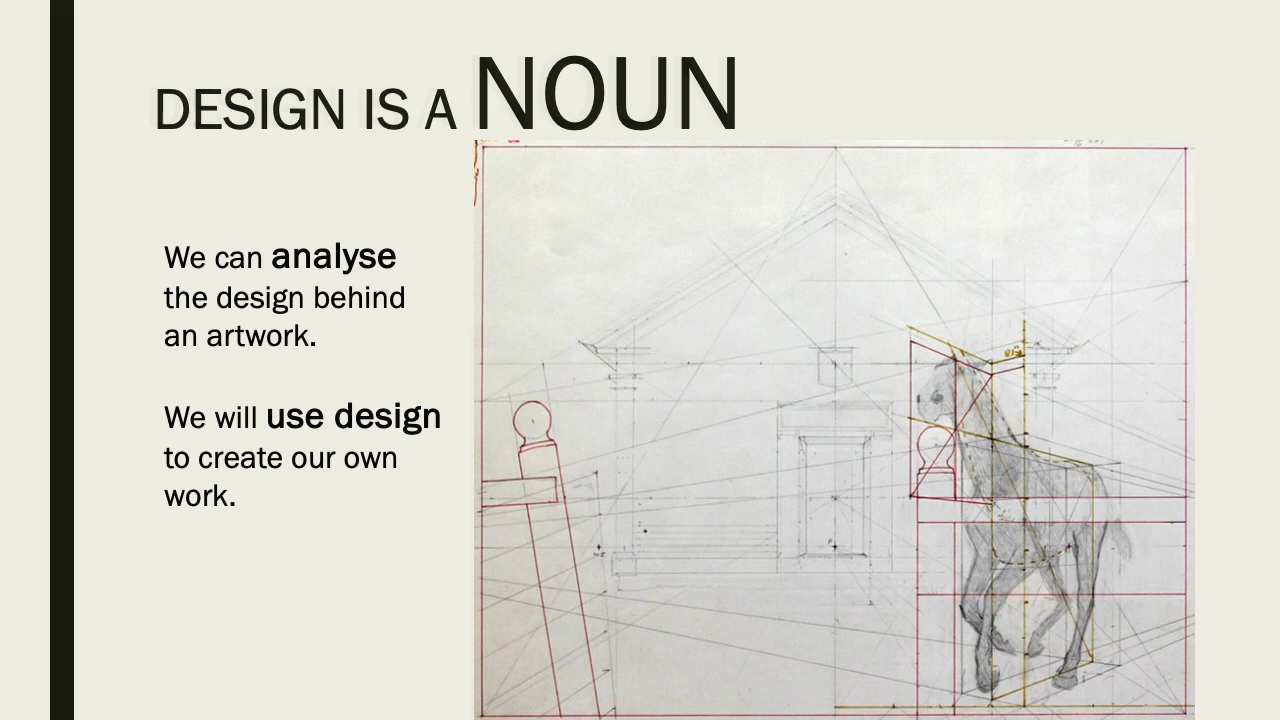 DESIGN IS A NOUN
We can analyse
the design behind
an artwork.
We will use design
to create our own
work.